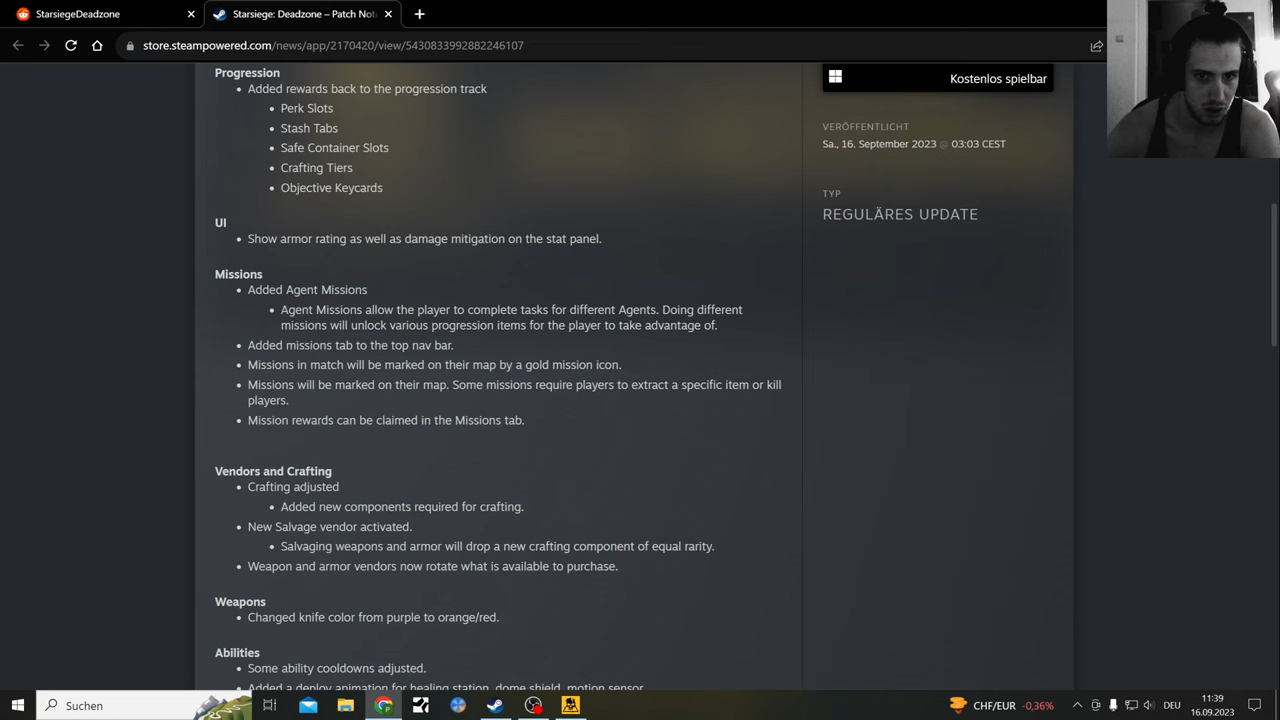 StarsiegeDeadzone
Starsiege: Deadzone – Patch Not
store.steampowered.com/news/app/2170420/view/5430833992882246107
Progression
Added rewards back to the progression track
Perk Slots
Stash Tabs
Safe Container Slots
Crafting Tiers
Objective Keycards
UI
Show armor rating as well as damage mitigation on the stat panel.
Missions
Added Agent Missions
Agent Missions allow the player to complete tasks for different Agents. Doing different
missions will unlock various progression items for the player to take advantage of.
Added missions tab to the top nav bar.
Missions in match will be marked on their map by a gold mission icon.
Missions will be marked on their map. Some missions require players to extract a specific item or kill
players.
Mission rewards can be claimed in the Missions tab.
Vendors and Crafting
Crafting adjusted
Added new components required for crafting.
New Salvage vendor activated.
Salvaging weapons and armor will drop a new crafting component of equal rarity.
Weapon and armor vendors now rotate what is available to purchase.
Weapons
Changed knife color from purple to orange/red.
Abilities
Some ability cooldowns adjusted.
Added a deploy animation for healing station, dome shield, motion sensor
Kostenlos spielbar
VERÖFFENTLICHT
Sa., 16. September 2023 @ 03:03 CEST
TYP
REGULÄRES UPDATE
Suchen
CHF/EUR -0,36%
DEU
11:39
16.09.2023